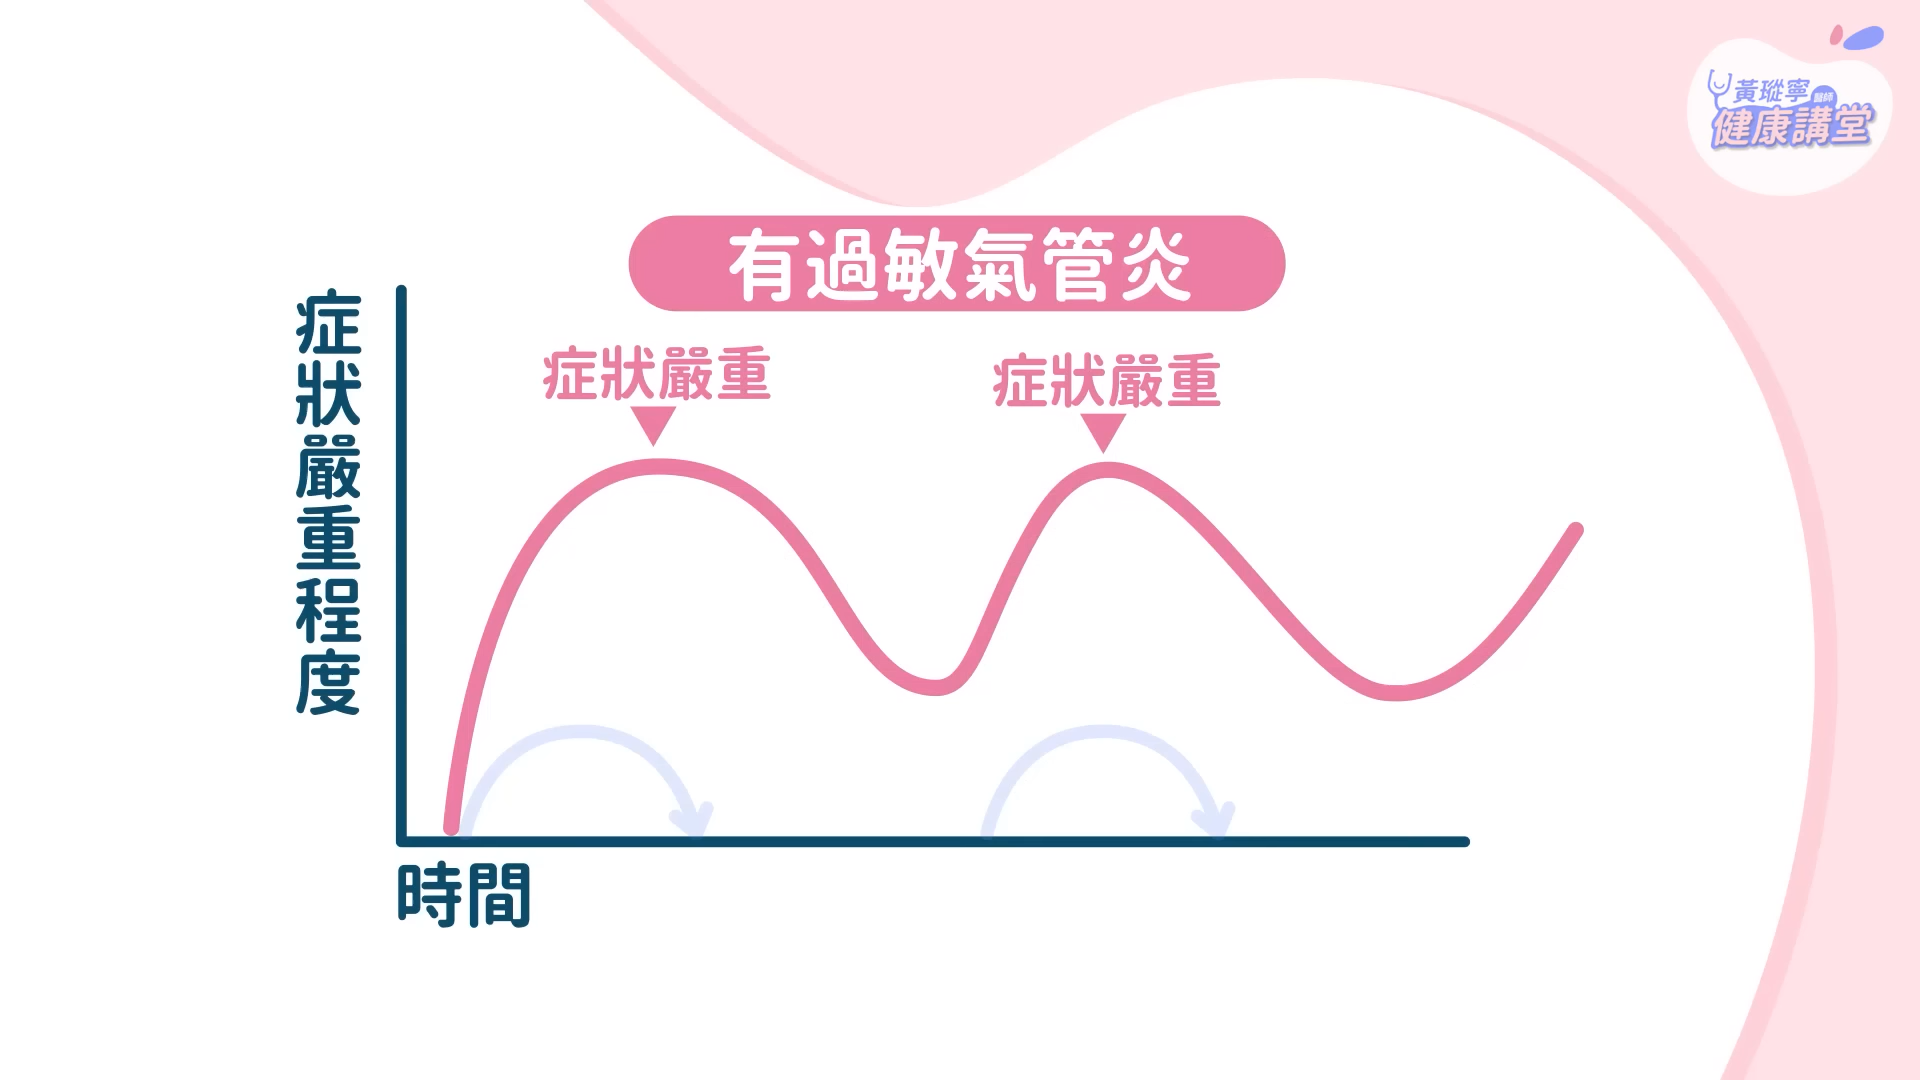 黃瑽寧醫師
健康講堂
有過敏氣管炎
症狀嚴重
症狀嚴重
症狀嚴重程度
時間